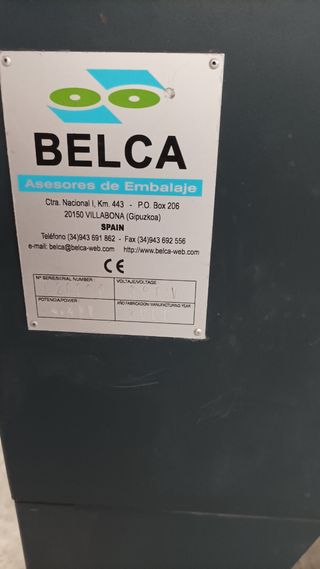 BELCA
Asesores de Embalaje
Ctra. Nacional I, Km. 443 - P.O. Box 206
20150 VILLABONA (Gipuzkoa)
SPAIN
Teléfono (34)943 691 862 - Fax (34)943 692 556
e-mail: belca@belca-web.com http://www.belca-web.com
CE
Nº SERIE/SERIAL NUMBER: VOLTAJE/VOLTAGE:
POTENCIA/POWER: AÑO FABRICACION/MANUFACTURING YEAR